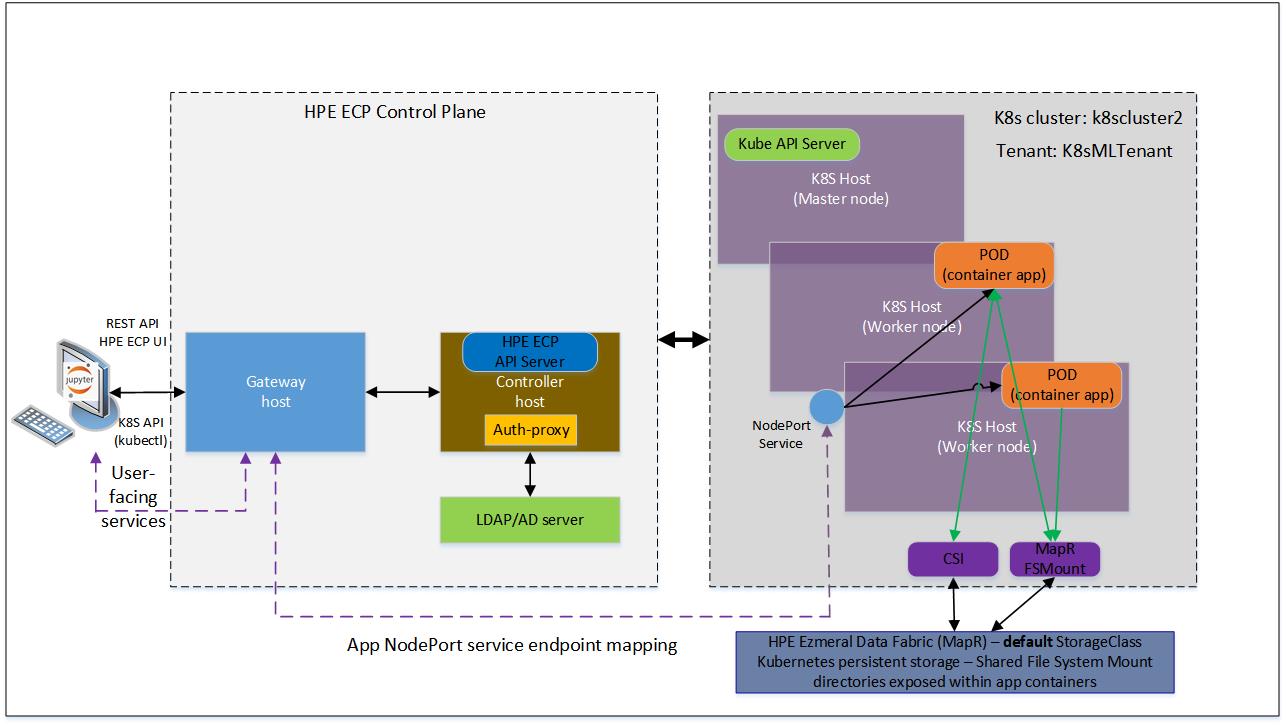 HPE ECP Control Plane
K8s cluster: k8scluster2
Tenant: K8sMLTenant
Kube API Server
K8S Host
(Master node)
POD
(container app)
K8S Host
(Worker node)
REST API
HPE ECP UI
jupyter
K8S API
(kubectl)
Gateway
host
HPE ECP
API Server
Controller
host
Auth-proxy
LDAP/AD server
POD
(container app)
NodePort
Service
K8S Host
(Worker node)
User-
facing
services
CSI
MapR
FSMount
App NodePort service endpoint mapping
HPE Ezmeral Data Fabric (MapR) – default StorageClass
Kubernetes persistent storage – Shared File System Mount
directories exposed within app containers